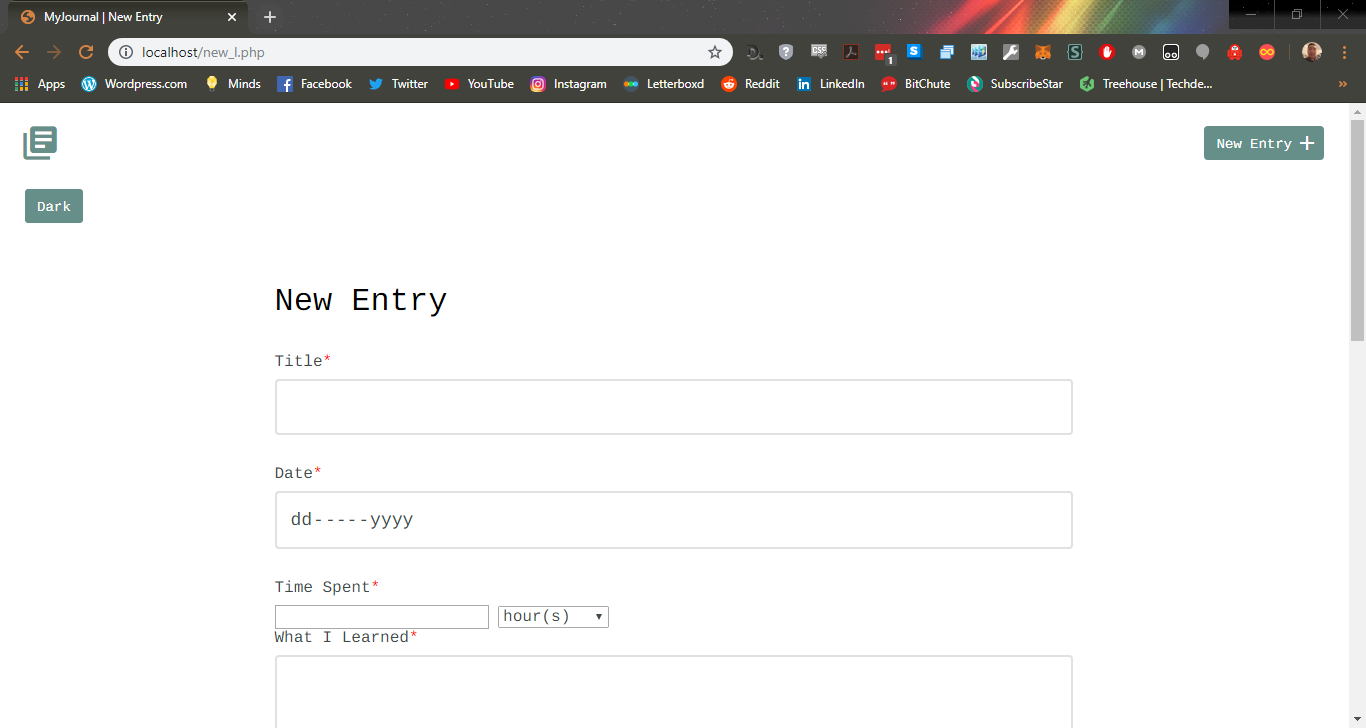 MyJournal | New Entry
localhost/new_l.php
1
Apps Wordpress.com Minds Facebook Twitter YouTube Instagram Letterboxd Reddit LinkedIn BitChute SubscribeStar Treehouse | Techde...
New Entry
Dark
New Entry
Title*
Date*
dd-----yyyy
Time Spent*
hour(s)
What I Learned*